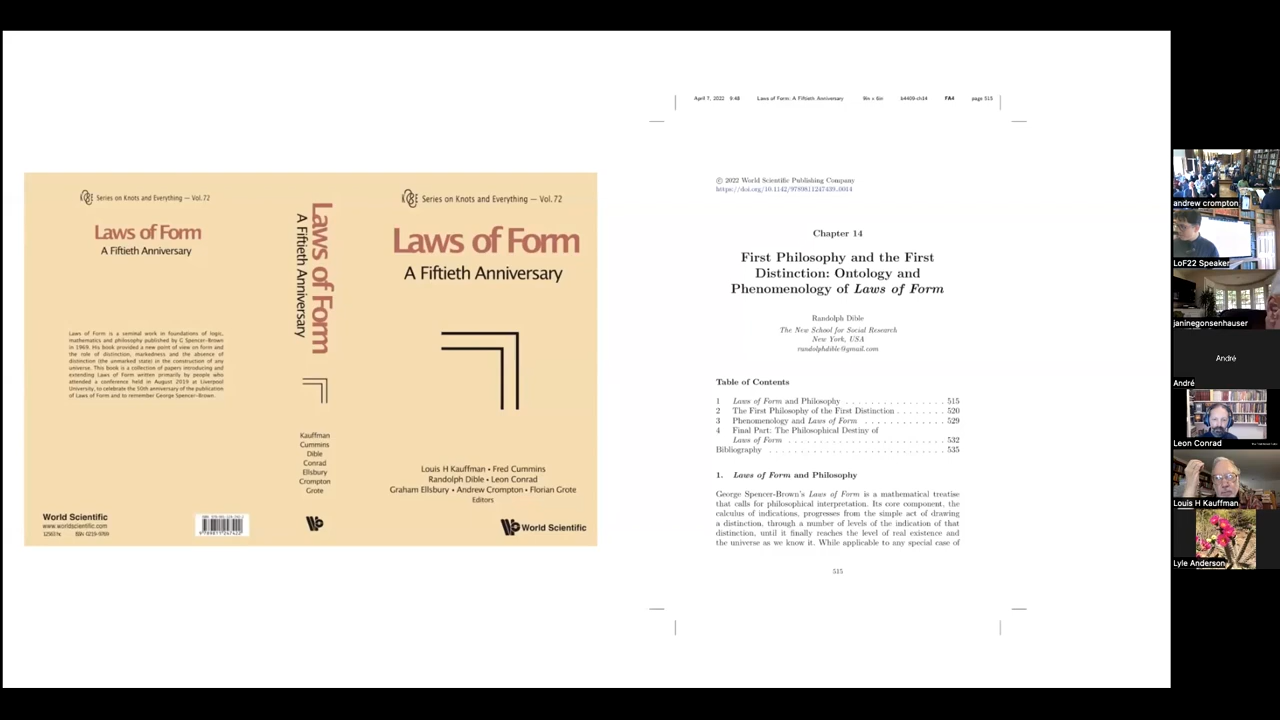 Series on Knots and Everything — Vol. 72
Laws of Form
A Fiftieth Anniversary
Laws of Form is a seminal work in foundations of logic,
mathematics and philosophy published by G Spencer–Brown
in 1969. His book provided a new point of view on form and
the role of distinction, markedness and the absence of
distinction (the unmarked state) in the construction of any
universe. This book is a collection of papers introducing and
extending Laws of Form written primarily by people who
attended a conference held in August 2019 at Liverpool
University, to celebrate the 50th anniversary of the publication
of Laws of Form and to remember George Spencer–Brown.
World Scientific
www.worldscientific.com
ISSN 0219-9769
Laws of Form
A Fiftieth Anniversary
Kauffman
Cummins
Dible
Conrad
Ellsbury
Crompton
Grote
Series on Knots and Everything — Vol. 72
Laws of Form
A Fiftieth Anniversary
Louis H Kauffman • Fred Cummins
Randolph Dible • Leon Conrad
Graham Ellsbury • Andrew Crompton • Florian Grote
Editors
World Scientific
April 7, 2022 9:48 Laws of Form: A Fiftieth Anniversary 9in x 6in b4409-ch14 FA4 page 515
© 2022 World Scientific Publishing Company
https://doi.org/10.1142/9789811247439_0014
Chapter 14
First Philosophy and the First
Distinction: Ontology and
Phenomenology of Laws of Form
Randolph Dible
The New School for Social Research
New York, USA
randolphdible@gmail.com
Table of Contents
1 Laws of Form and Philosophy . . . . . . . . . . . . . . . . 515
2 The First Philosophy of the First Distinction . . . . . . . . 520
3 Phenomenology and Laws of Form . . . . . . . . . . . . . 529
4 Final Part: The Philosophical Destiny of
Laws of Form . . . . . . . . . . . . . . . . . . . . . . . . 532
Bibliography . . . . . . . . . . . . . . . . . . . . . . . . . . 535
1. Laws of Form and Philosophy
George Spencer-Brown's Laws of Form is a mathematical treatise
that calls for philosophical interpretation. Its core component, the
calculus of indications, progresses from the simple act of drawing
a distinction, through a number of levels of the indication of that
distinction, until it finally reaches the level of real existence and
the universe as we know it. While applicable to any special case of
515
andrew crompton
LoF22 Speaker
janinegonsenhauser
André
André
Leon Conrad
Louis H Kauffman
Lyle Anderson